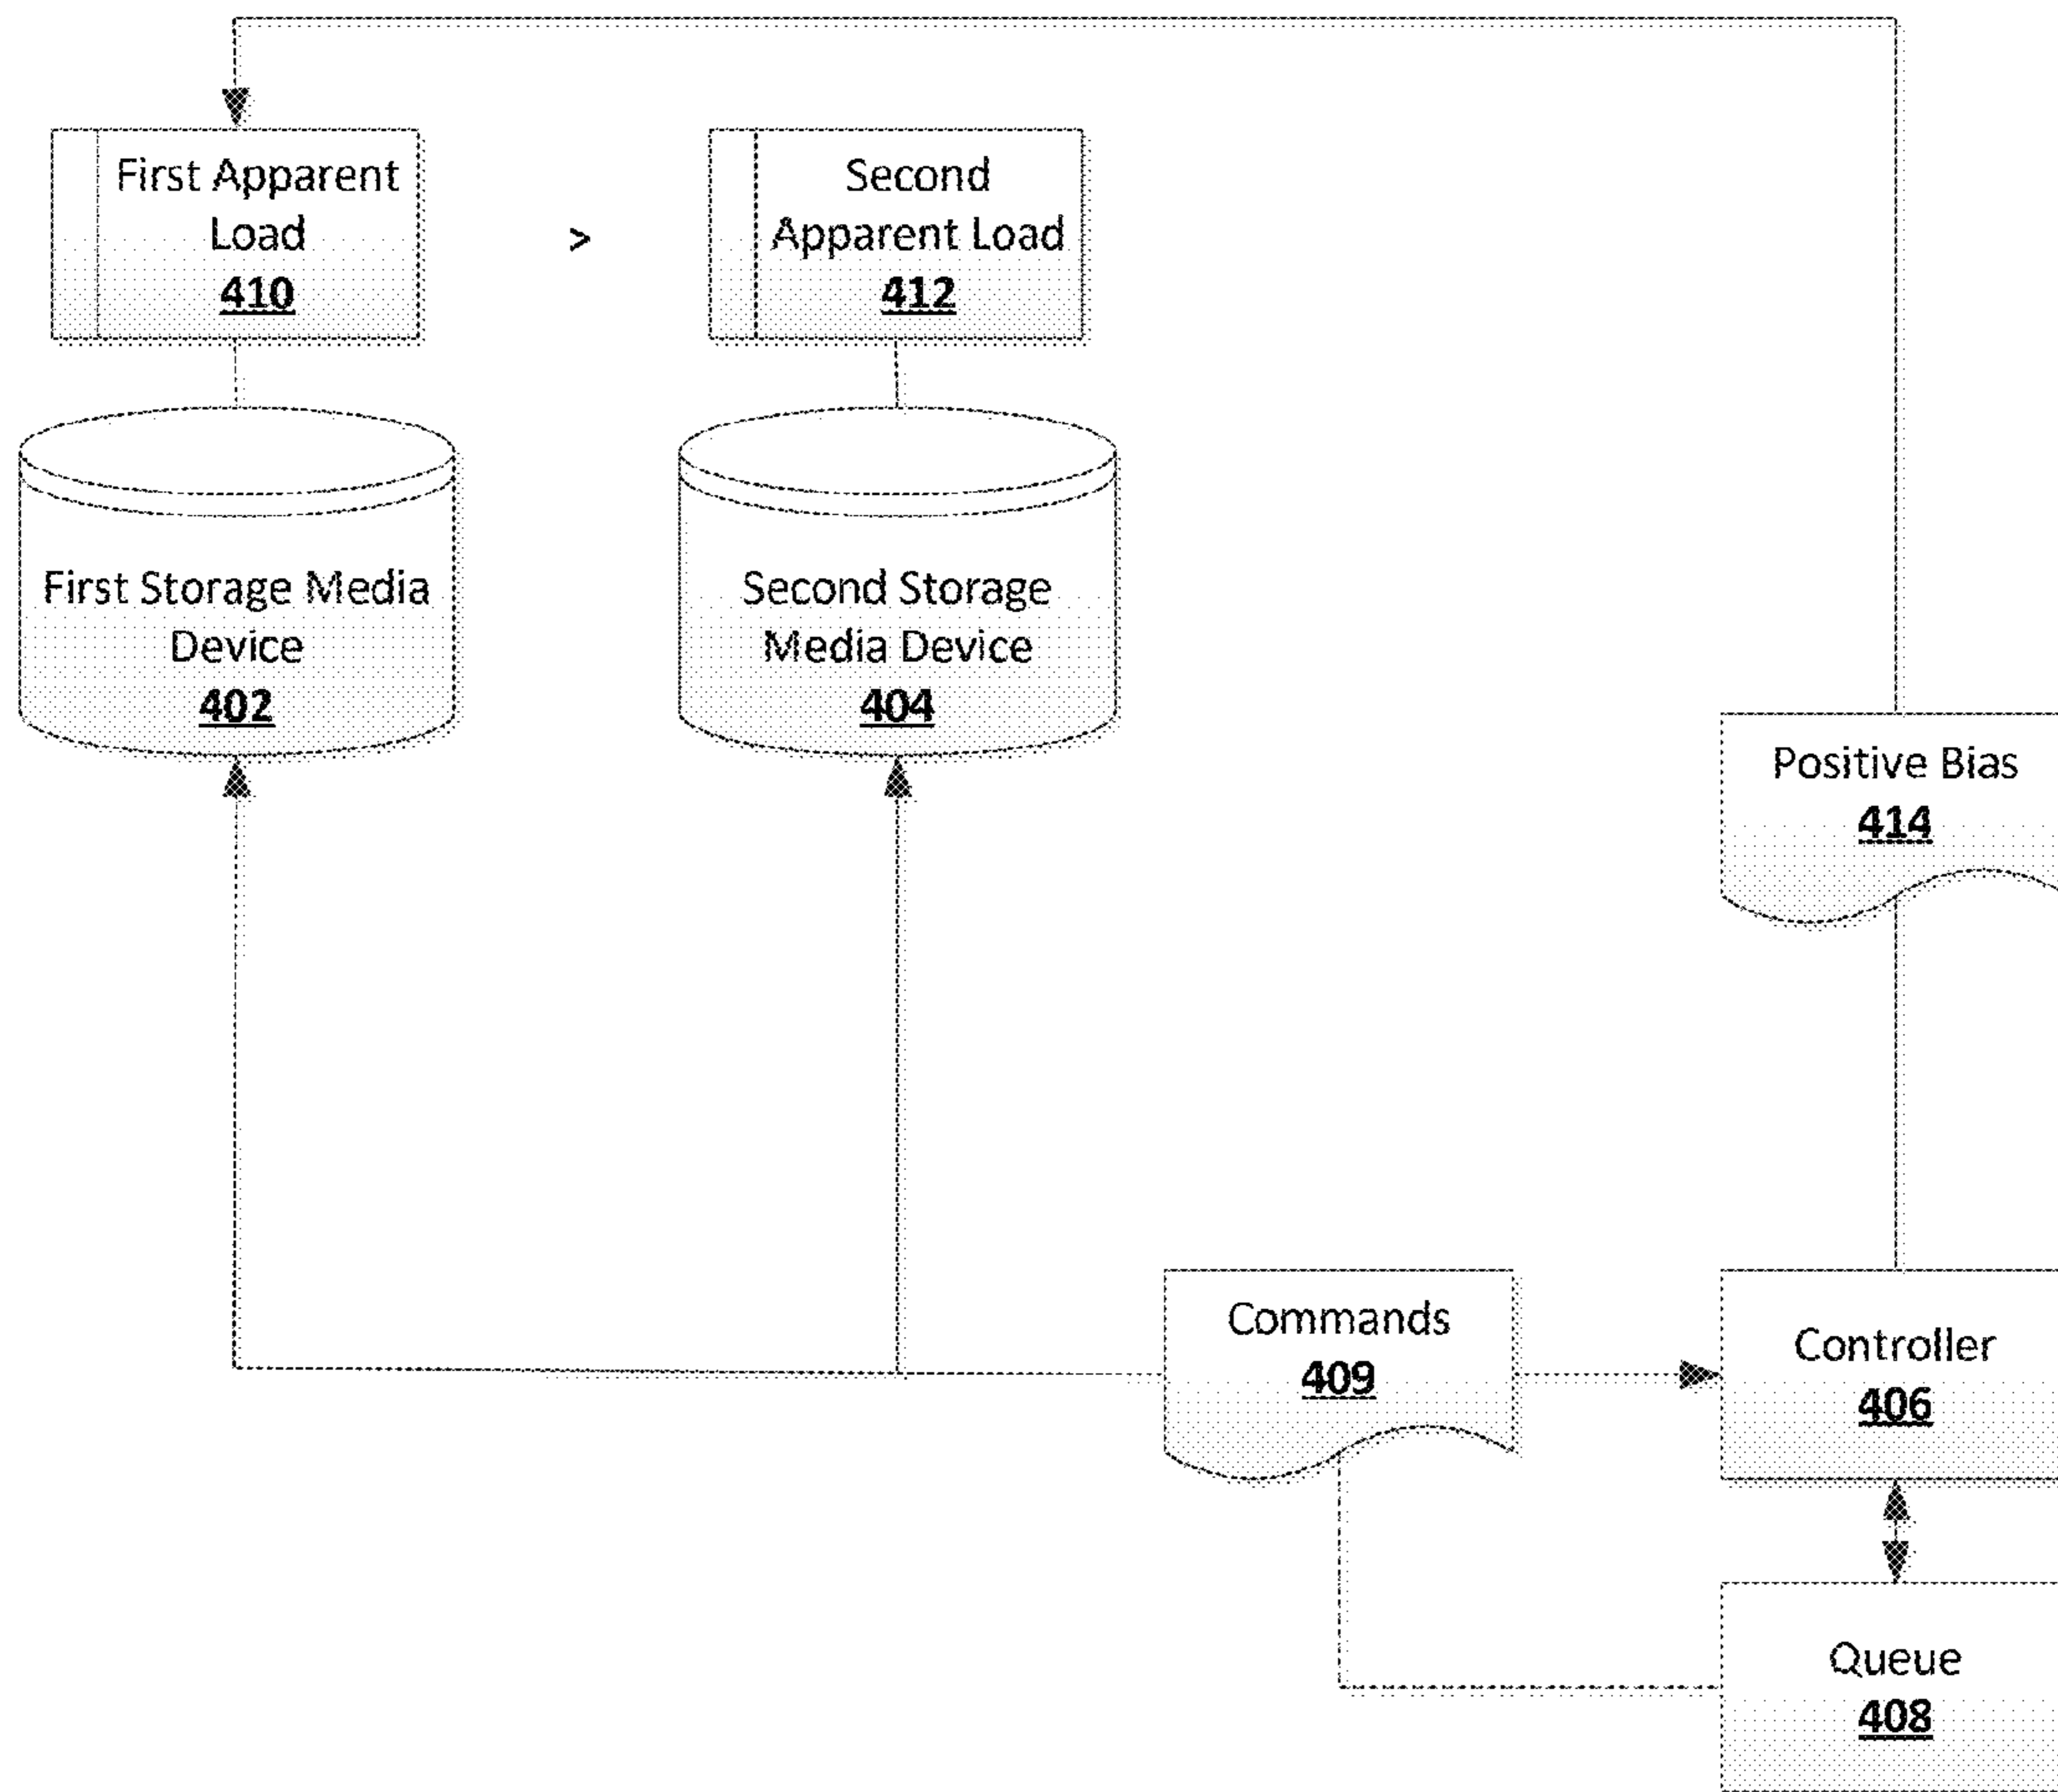 First Apparent
Load
410
>
Second
Apparent Load
412
First Storage Media
Device
402
Second Storage
Media Device
404
Positive Bias
414
Commands
409
Controller
406
Queue
408